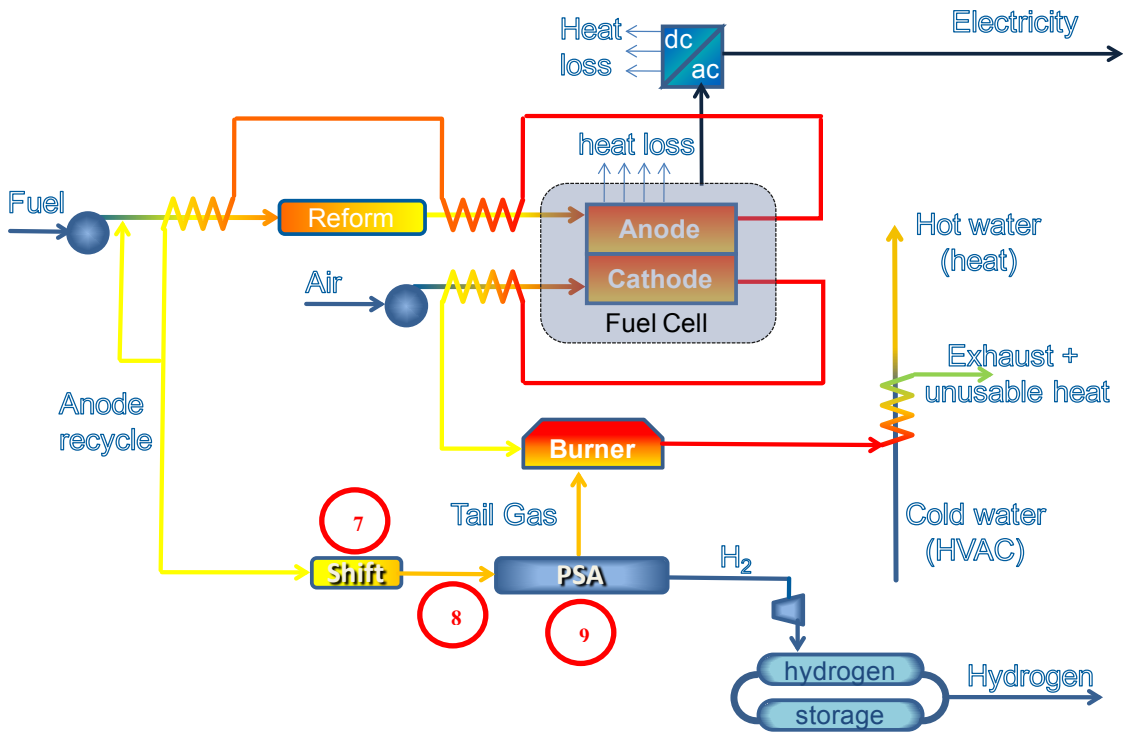 Heat
loss
dc
ac
Electricity
heat loss
Fuel
Reform
Anode
Cathode
Fuel Cell
Air
Hot water
(heat)
Exhaust +
unusable heat
Anode
recycle
Burner
Tail Gas
Cold water
(HVAC)
7
Shift
8
PSA
9
H₂
hydrogen
storage
Hydrogen